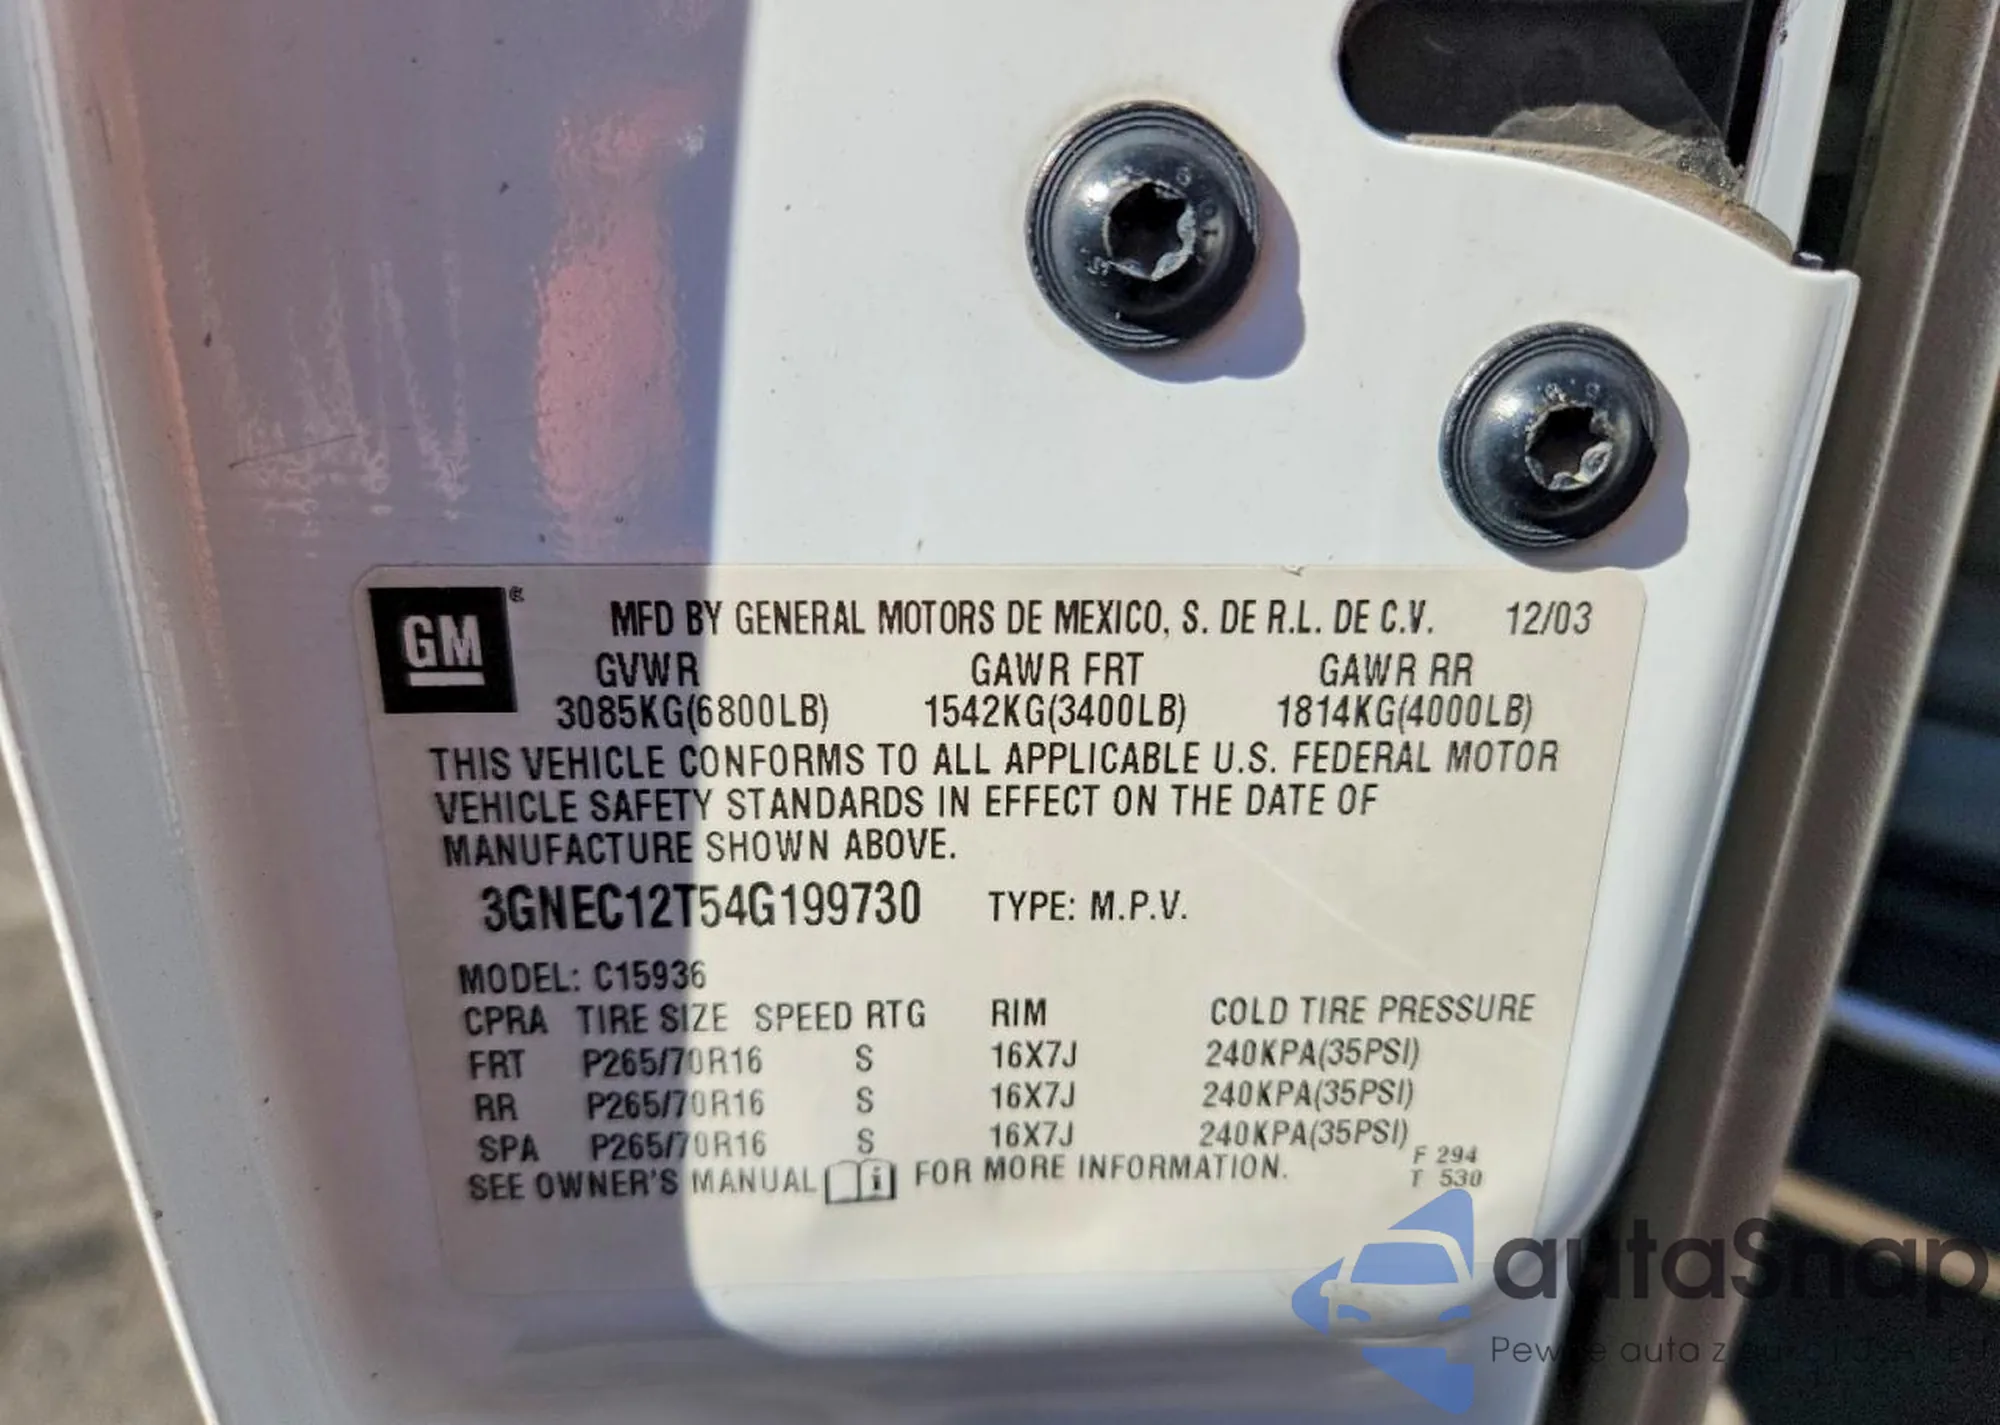 GM
MFD BY GENERAL MOTORS DE MEXICO, S. DE R.L. DE C.V. 12/03
GVWR GAWR FRT GAWR RR
3085KG(6800LB) 1542KG(3400LB) 1814KG(4000LB)
THIS VEHICLE CONFORMS TO ALL APPLICABLE U.S. FEDERAL MOTOR
VEHICLE SAFETY STANDARDS IN EFFECT ON THE DATE OF
MANUFACTURE SHOWN ABOVE.
3GNEC12T54G199730 TYPE: M.P.V.
MODEL: C15936
CPRA TIRE SIZE SPEED RTG RIM COLD TIRE PRESSURE
FRT P265/70R16 S 16X7J 240KPA(35PSI)
RR P265/70R16 S 16X7J 240KPA(35PSI)
SPA P265/70R16 S 16X7J 240KPA(35PSI)
SEE OWNER'S MANUAL i FOR MORE INFORMATION.
F 294
T 530
autaSnap
auta z